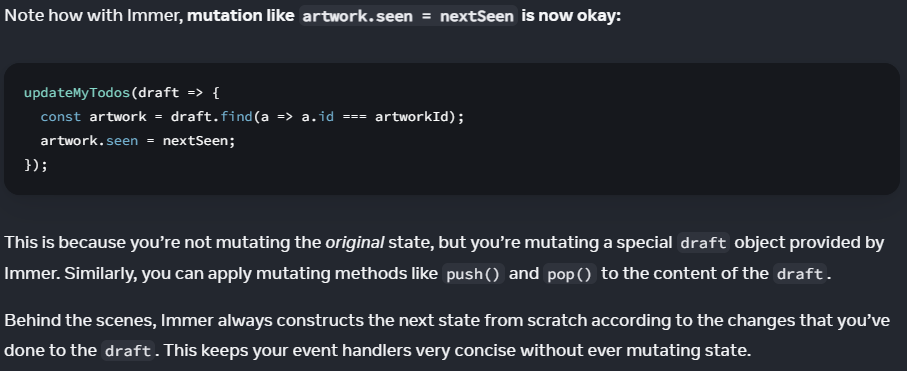 Note how with Immer, mutation like artwork.seen = nextSeen is now okay:
updateMyTodos(draft => {
  const artwork = draft.find(a => a.id === artworkId);
  artwork.seen = nextSeen;
});
This is because you’re not mutating the original state, but you’re mutating a special draft object provided by
Immer. Similarly, you can apply mutating methods like push() and pop() to the content of the draft.
Behind the scenes, Immer always constructs the next state from scratch according to the changes that you’ve
done to the draft. This keeps your event handlers very concise without ever mutating state.